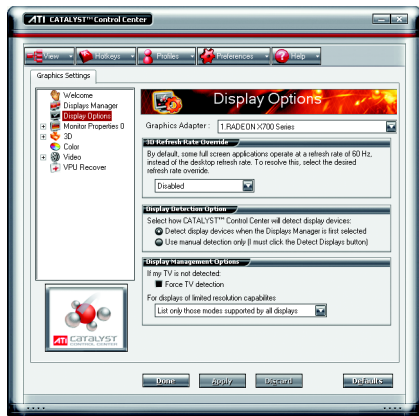 ATI CATALYST™ Control Center
View
Hotkeys
Profiles
Preferences
Help
Graphics Settings
Welcome
Displays Manager
Display Options
Monitor Properties 0
3D
Color
Video
VPU Recover
Display Options
Graphics Adapter :
1.RADEON X700 Series
3D Refresh Rate Override
By default, some full screen applications operate at a refresh rate of 60 Hz,
instead of the desktop refresh rate. To resolve this, select the desired
refresh rate override.
Disabled
Display Detection Option
Select how CATALYST™ Control Center will detect display devices:
Detect display devices when the Displays Manager is first selected
Use manual detection only (I must click the Detect Displays button)
Display Management Options
If my TV is not detected:
Force TV detection
For displays of limited resolution capabilites
List only those modes supported by all displays
ATI CATALYST
CONTROL CENTER
Done
Apply
Discard
Defaults